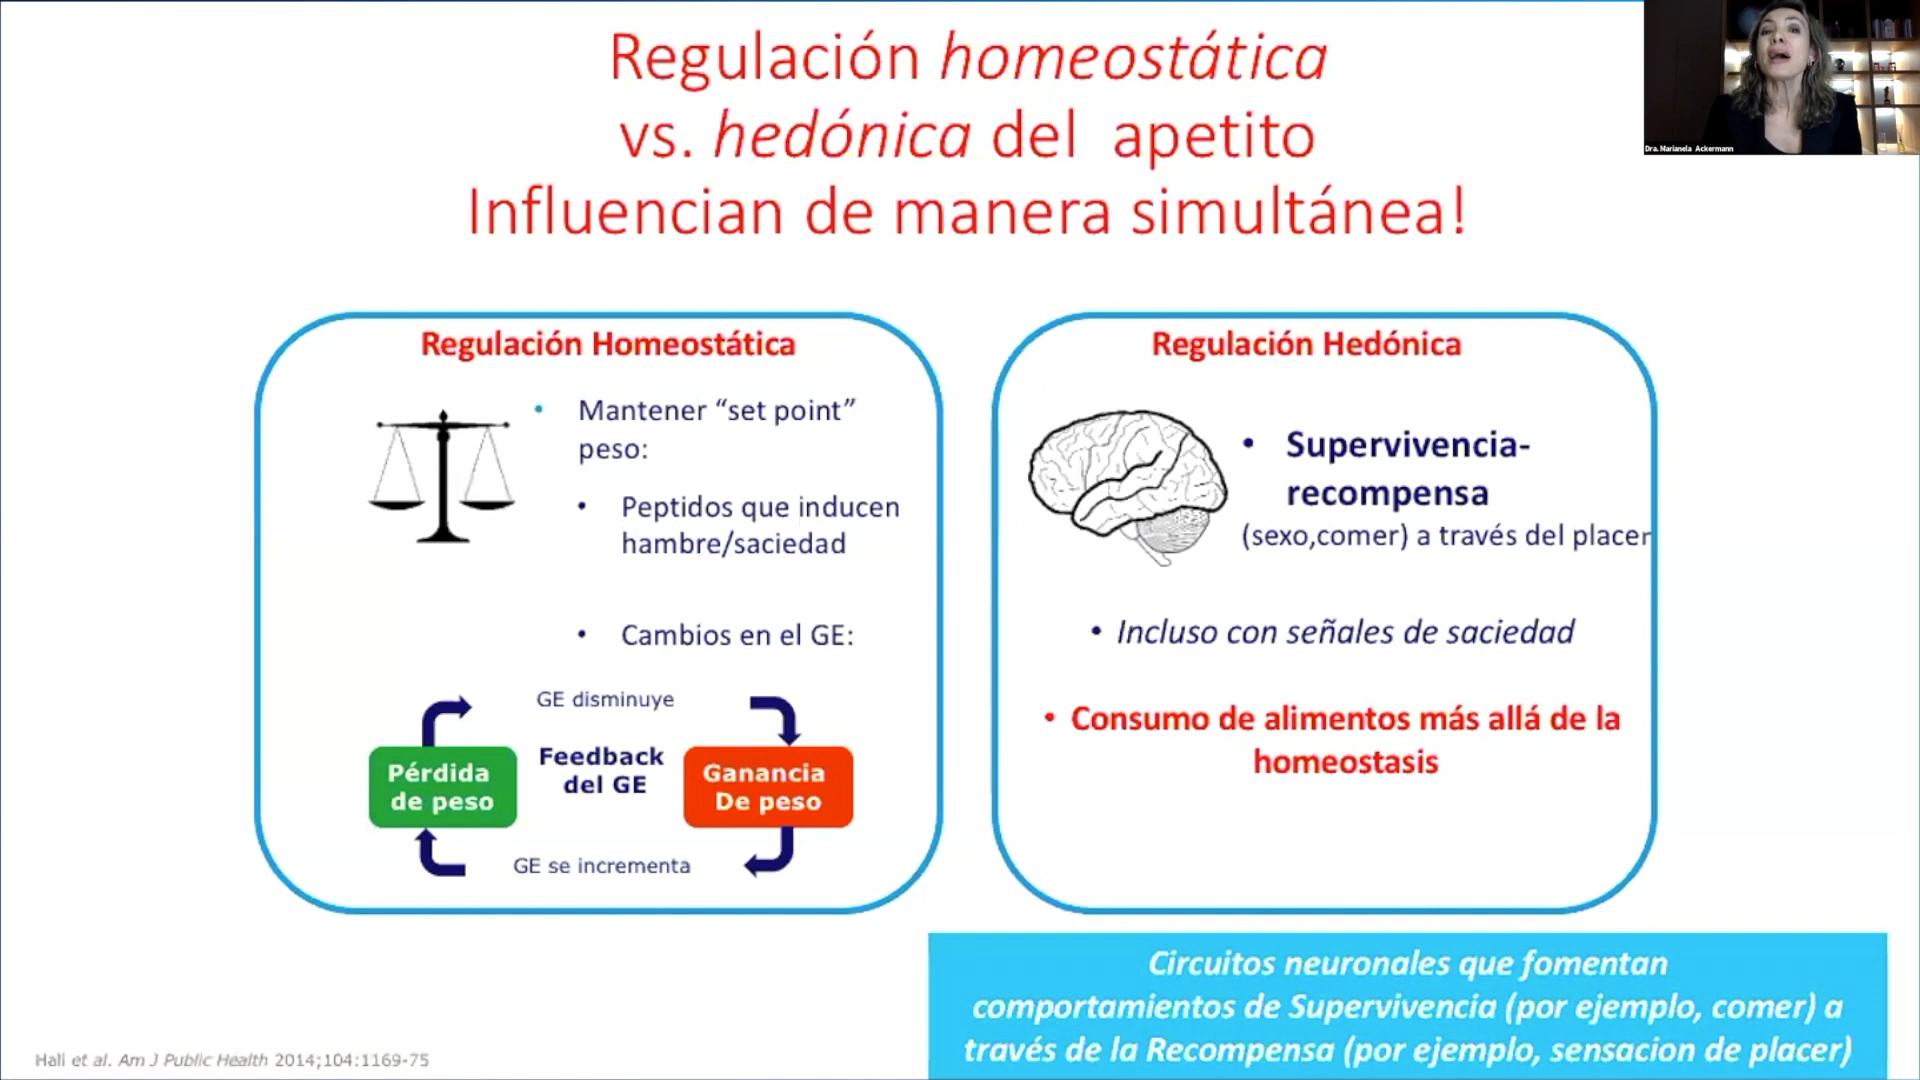 Regulación homeostática
vs. hedónica del apetito
Influencian de manera simultánea!
Dra. Marianela Ackermann
Regulación Homeostática
• Mantener “set point”
peso:
• Peptidos que inducen
hambre/saciedad
• Cambios en el GE:
GE disminuye
Pérdida
de peso
Feedback
del GE
Ganancia
De peso
GE se incrementa
Regulación Hedónica
• Supervivencia-
recompensa
(sexo,comer) a través del placer
• Incluso con señales de saciedad
• Consumo de alimentos más allá de la
homeostasis
Circuitos neuronales que fomentan
comportamientos de Supervivencia (por ejemplo, comer) a
través de la Recompensa (por ejemplo, sensacion de placer)
Hali et al. Am J Public Health 2014;104:1169-75